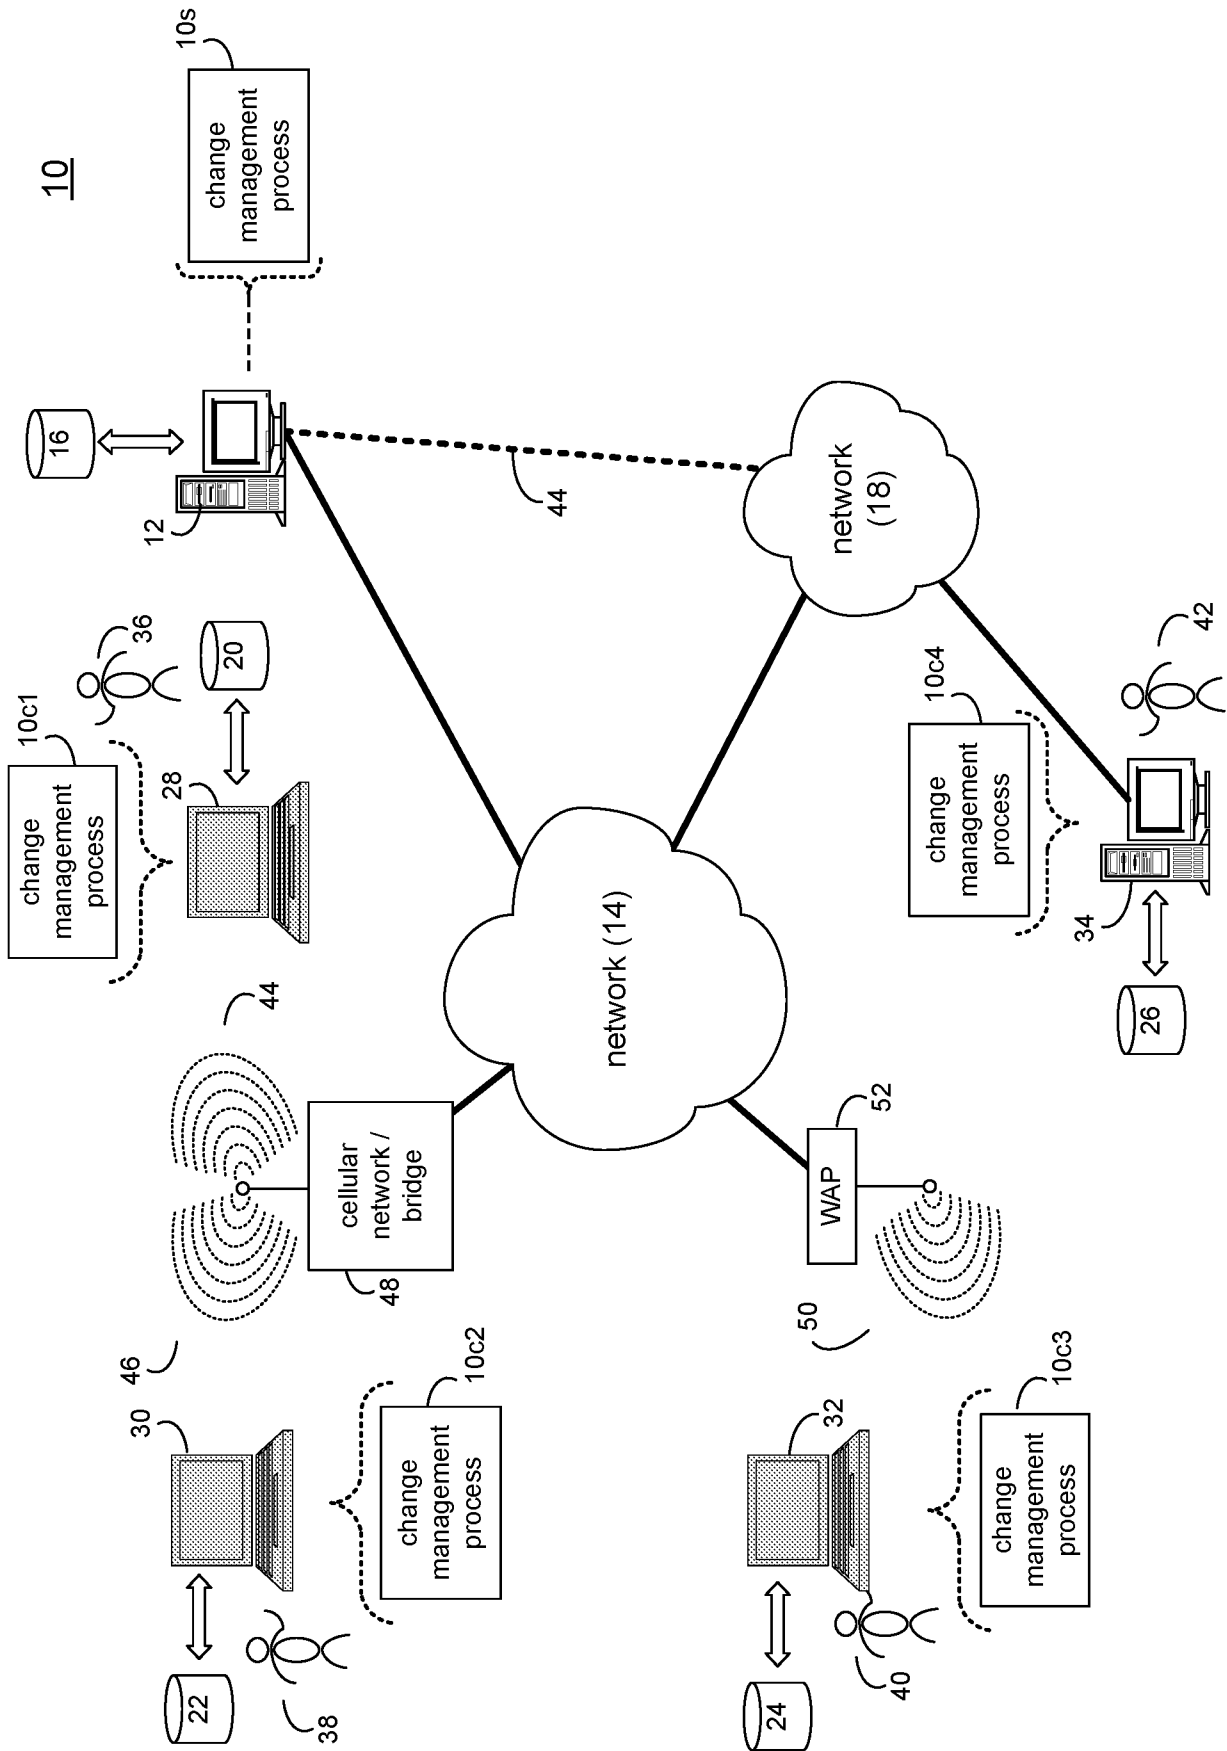 10
change
management
process
10s
16
12
44
network
(18)
36
20
10c1
change
management
process
28
42
10c4
change
management
process
34
26
network (14)
44
cellular
network /
bridge
48
46
52
WAP
50
30
10c2
change
management
process
22
38
32
10c3
change
management
process
24
40